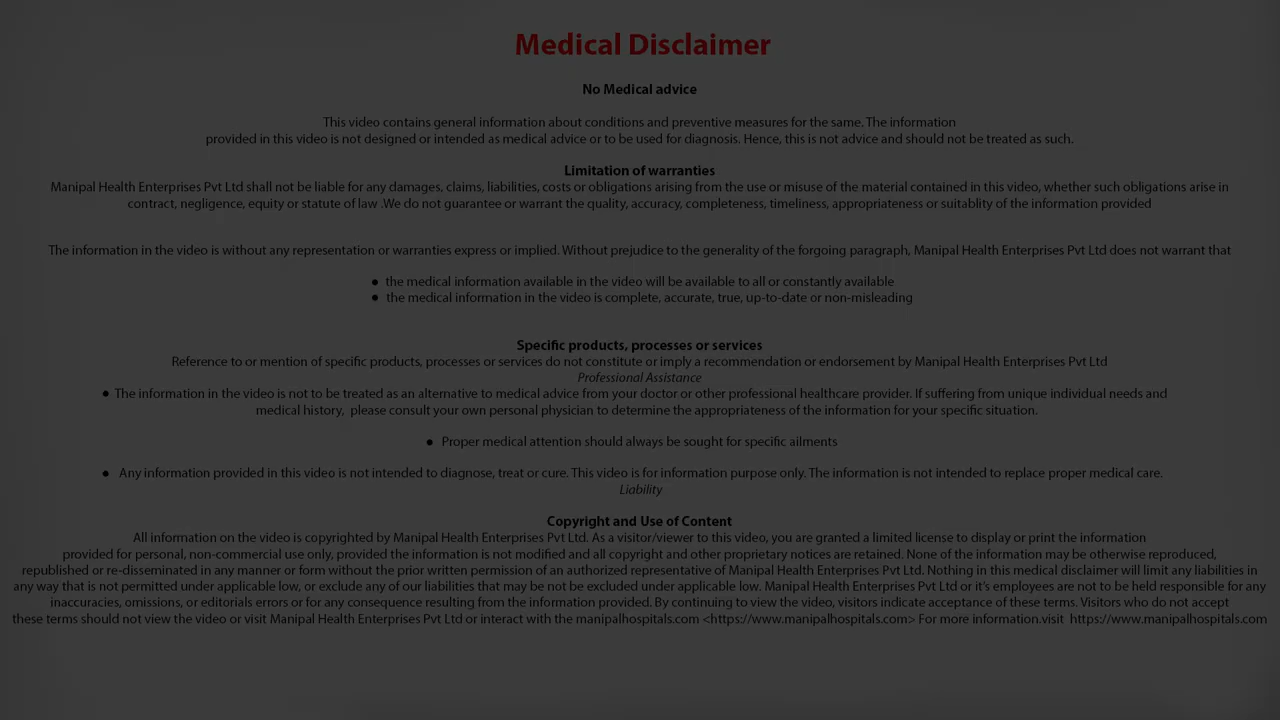 Medical Disclaimer
No Medical advice
This video contains general information about conditions and preventive measures for the same. The information
provided in this video is not designed or intended as medical advice or to be used for diagnosis. Hence, this is not advice and should not be treated as such.
Limitation of warranties
Manipal Health Enterprises Pvt Ltd shall not be liable for any damages, claims, liabilities, costs or obligations arising from the use or misuse of the material contained in this video, whether such obligations arise in
contract, negligence, equity or statute of law .We do not guarantee or warrant the quality, accuracy, completeness, timeliness, appropriateness or suitablity of the information provided
The information in the video is without any representation or warranties express or implied. Without prejudice to the generality of the forgoing paragraph, Manipal Health Enterprises Pvt Ltd does not warrant that
● the medical information available in the video will be available to all or constantly available
● the medical information in the video is complete, accurate, true, up-to-date or non-misleading
Specific products, processes or services
Reference to or mention of specific products, processes or services do not constitute or imply a recommendation or endorsement by Manipal Health Enterprises Pvt Ltd
Professional Assistance
● The information in the video is not to be treated as an alternative to medical advice from your doctor or other professional healthcare provider. If suffering from unique individual needs and
medical history, please consult your own personal physician to determine the appropriateness of the information for your specific situation.
● Proper medical attention should always be sought for specific ailments
● Any information provided in this video is not intended to diagnose, treat or cure. This video is for information purpose only. The information is not intended to replace proper medical care.
Liability
Copyright and Use of Content
All information on the video is copyrighted by Manipal Health Enterprises Pvt Ltd. As a visitor/viewer to this video, you are granted a limited license to display or print the information
provided for personal, non-commercial use only, provided the information is not modified and all copyright and other proprietary notices are retained. None of the information may be otherwise reproduced,
republished or re-disseminated in any manner or form without the prior written permission of an authorized representative of Manipal Health Enterprises Pvt Ltd. Nothing in this medical disclaimer will limit any liabilities in
any way that is not permitted under applicable low, or exclude any of our liabilities that may be not be excluded under applicable low. Manipal Health Enterprises Pvt Ltd or it's employees are not to be held responsible for any
inaccuracies, omissions, or editorials errors or for any consequence resulting from the information provided. By continuing to view the video, visitors indicate acceptance of these terms. Visitors who do not accept
these terms should not view the video or visit Manipal Health Enterprises Pvt Ltd or interact with the manipalhospitals.com <https://www.manipalhospitals.com> For more information.visit https://www.manipalhospitals.com